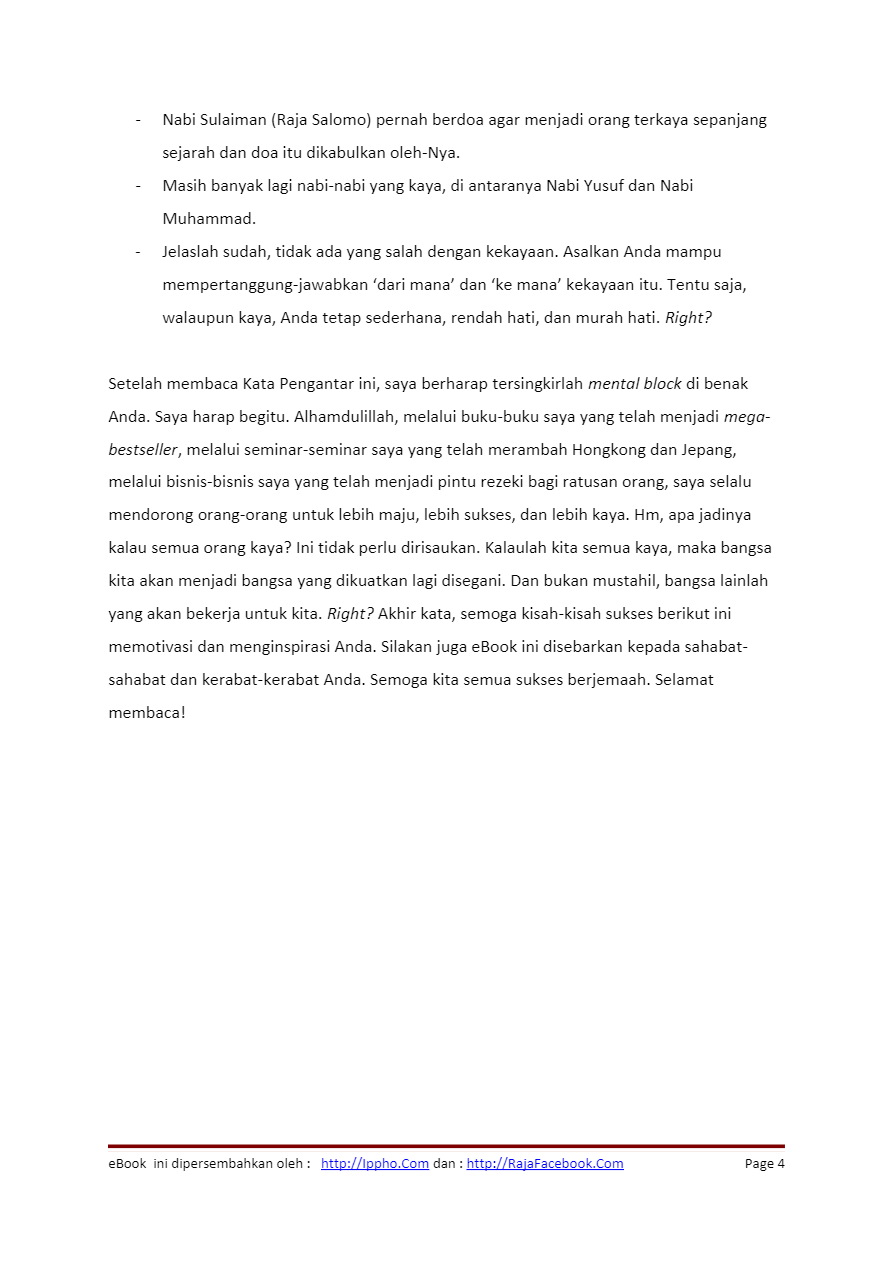 - Nabi Sulaiman (Raja Salomo) pernah berdoa agar menjadi orang terkaya sepanjang
sejarah dan doa itu dikabulkan oleh-Nya.
- Masih banyak lagi nabi-nabi yang kaya, di antaranya Nabi Yusuf dan Nabi
Muhammad.
- Jelaslah sudah, tidak ada yang salah dengan kekayaan. Asalkan Anda mampu
mempertanggung-jawabkan ‘dari mana’ dan ‘ke mana’ kekayaan itu. Tentu saja,
walaupun kaya, Anda tetap sederhana, rendah hati, dan murah hati. Right?
Setelah membaca Kata Pengantar ini, saya berharap tersingkirlah mental block di benak
Anda. Saya harap begitu. Alhamdulillah, melalui buku-buku saya yang telah menjadi mega-
bestseller, melalui seminar-seminar saya yang telah merambah Hongkong dan Jepang,
melalui bisnis-bisnis saya yang telah menjadi pintu rezeki bagi ratusan orang, saya selalu
mendorong orang-orang untuk lebih maju, lebih sukses, dan lebih kaya. Hm, apa jadinya
kalau semua orang kaya? Ini tidak perlu dirisaukan. Kalaulah kita semua kaya, maka bangsa
kita akan menjadi bangsa yang dikuatkan lagi disegani. Dan bukan mustahil, bangsa lainlah
yang akan bekerja untuk kita. Right? Akhir kata, semoga kisah-kisah sukses berikut ini
memotivasi dan menginspirasi Anda. Silakan juga eBook ini disebarkan kepada sahabat-
sahabat dan kerabat-kerabat Anda. Semoga kita semua sukses berjemaah. Selamat
membaca!
eBook ini dipersembahkan oleh : http://Ippho.Com dan : http://RajaFacebook.Com Page 4